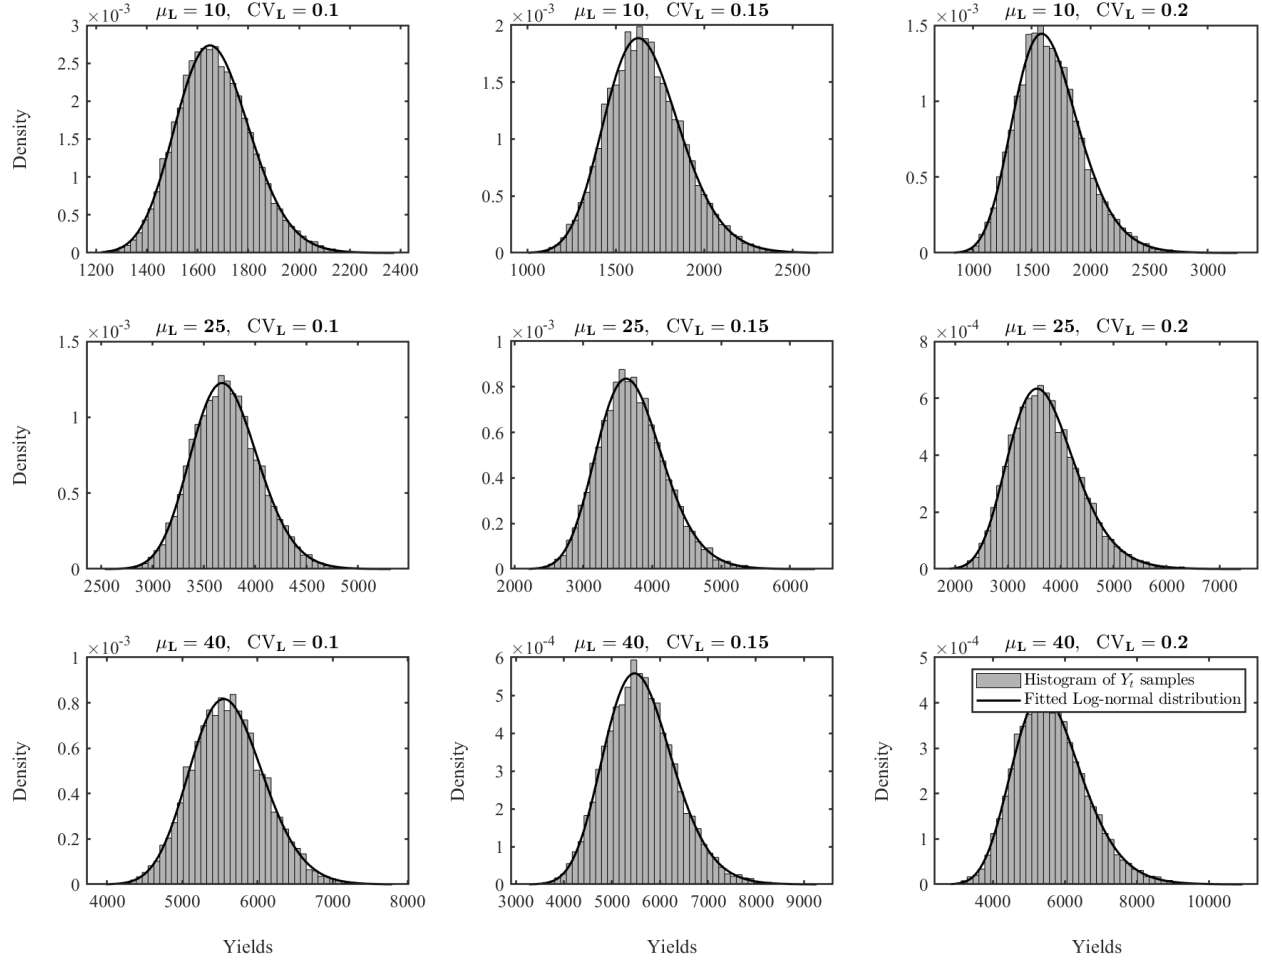 μL = 10, CVL = 0.1
×10-3
3
2.5
2
1.5
1
0.5
0
Density
1200 1400 1600 1800 2000 2200 2400
μL = 10, CVL = 0.15
×10-3
2
1.5
1
0.5
0
1000 1500 2000 2500
μL = 10, CVL = 0.2
×10-3
1.5
1
0.5
0
1000 1500 2000 2500 3000
μL = 25, CVL = 0.1
×10-3
1.5
1
0.5
0
Density
2500 3000 3500 4000 4500 5000
μL = 25, CVL = 0.15
×10-3
1
0.8
0.6
0.4
0.2
0
2000 3000 4000 5000 6000
μL = 25, CVL = 0.2
×10-4
8
6
4
2
0
2000 3000 4000 5000 6000 7000
μL = 40, CVL = 0.1
×10-3
1
0.8
0.6
0.4
0.2
0
Density
4000 5000 6000 7000 8000
Yields
μL = 40, CVL = 0.15
×10-4
6
5
4
3
2
1
0
Density
3000 4000 5000 6000 7000 8000 9000
Yields
μL = 40, CVL = 0.2
×10-4
5
4
3
2
1
0
Density
Histogram of Yt samples
Fitted Log-normal distribution
4000 6000 8000 10000
Yields